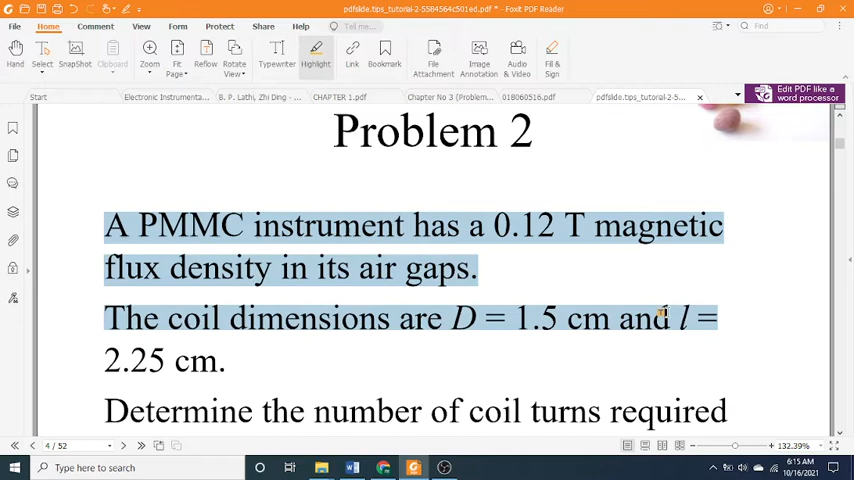 pdfslide.tips_tutorial-2-5584564c501ed.pdf * - Foxit PDF Reader
File Home Comment View Form Protect Share Help Tell me... Find
Hand Select SnapShot Clipboard Zoom Fit Page Reflow Rotate View Typewriter Highlight Link Bookmark File Attachment Image Annotation Audio & Video Fill & Sign
Start Electronic Instrumenta... B. P. Lathi, Zhi Ding - ... CHAPTER 1.pdf Chapter No 3 (Problem... 018060516.pdf pdfslide.tips_tutorial-2-5... Edit PDF like a word processor
Problem 2
A PMMC instrument has a 0.12 T magnetic
flux density in its air gaps.
The coil dimensions are D = 1.5 cm and l =
2.25 cm.
Determine the number of coil turns required
4 / 52 132.39%
Type here to search 6:15 AM
10/16/2021